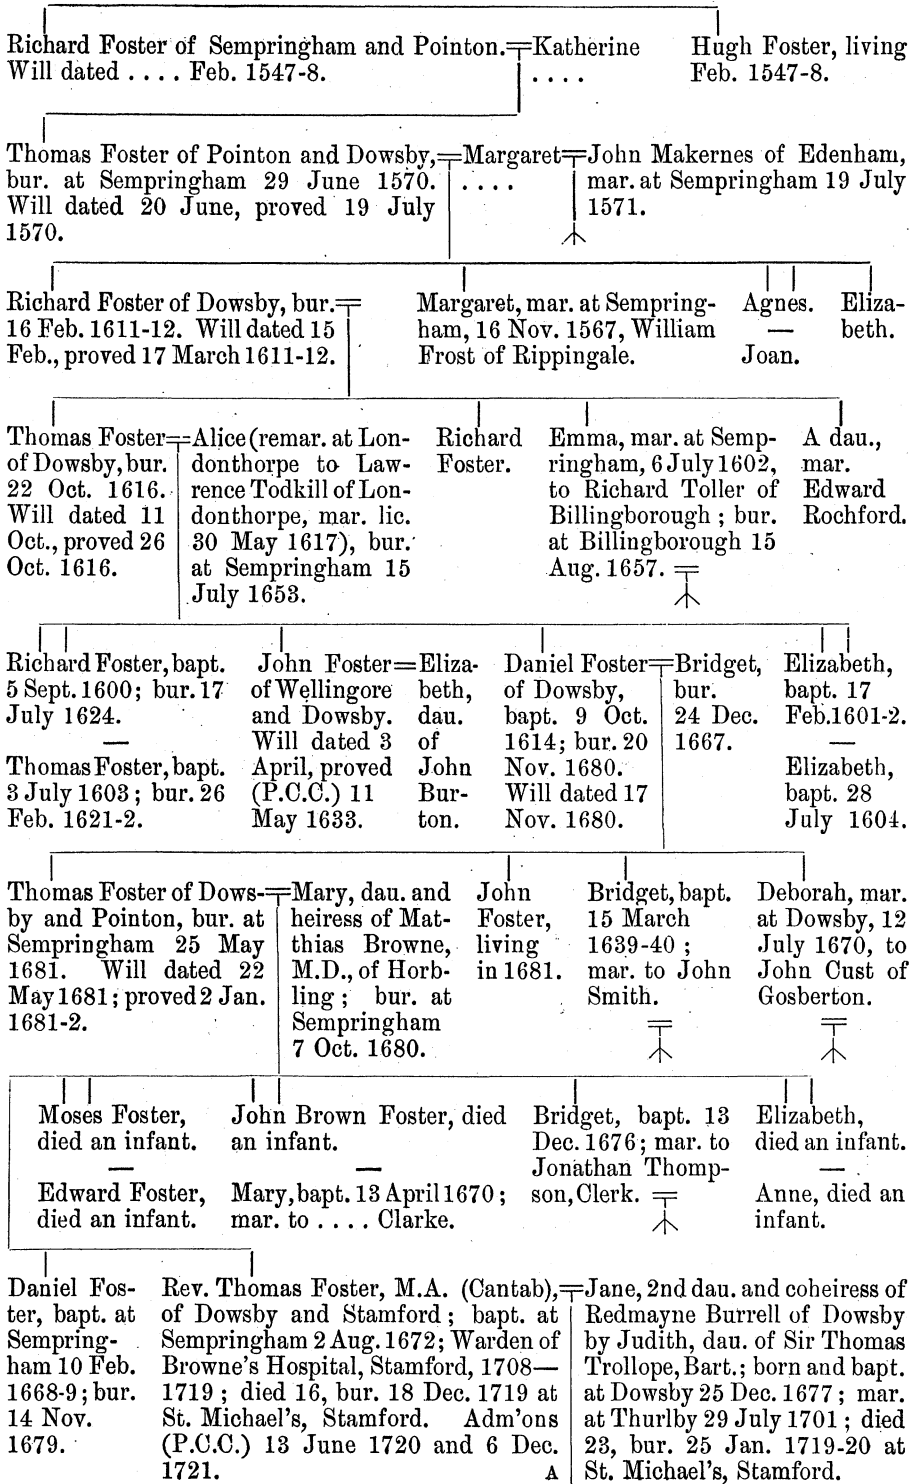 Richard Foster of Sempringham and Pointon.
Will dated .... Feb. 1547-8.
Katherine
....
Hugh Foster, living
Feb. 1547-8.
Thomas Foster of Pointon and Dowsby,
bur. at Sempringham 29 June 1570.
Will dated 20 June, proved 19 July
1570.
Margaret
....
John Makernes of Edenham,
mar. at Sempringham 19 July
1571.
Richard Foster of Dowsby, bur.
16 Feb. 1611-12. Will dated 15
Feb., proved 17 March 1611-12.
Margaret, mar. at Sempring-
ham, 16 Nov. 1567, William
Frost of Rippingale.
Agnes.
—
Joan.
Eliza-
beth.
Thomas Foster
of Dowsby, bur.
22 Oct. 1616.
Will dated 11
Oct., proved 26
Oct. 1616.
Alice (remar. at Lon-
donthorpe to Law-
rence Todkill of Lon-
donthorpe, mar. lic.
30 May 1617), bur.
at Sempringham 15
July 1653.
Richard
Foster.
Emma, mar. at Semp-
ringham, 6 July 1602,
to Richard Toller of
Billingborough ; bur.
at Billingborough 15
Aug. 1657.
A dau.,
mar.
Edward
Rochford.
Richard Foster, bapt.
5 Sept. 1600; bur. 17
July 1624.
—
Thomas Foster, bapt.
3 July 1603 ; bur. 26
Feb. 1621-2.
John Foster
of Wellingore
and Dowsby.
Will dated 3
April, proved
(P.C.C.) 11
May 1633.
Eliza-
beth,
dau.
of
John
Bur-
ton.
Daniel Foster
of Dowsby,
bapt. 9 Oct.
1614; bur. 20
Nov. 1680.
Will dated 17
Nov. 1680.
Bridget,
bur.
24 Dec.
1667.
Elizabeth,
bapt. 17
Feb. 1601-2.
—
Elizabeth,
bapt. 28
July 1604.
Thomas Foster of Dows-
by and Pointon, bur. at
Sempringham 25 May
1681. Will dated 22
May 1681 ; proved 2 Jan.
1681-2.
Mary, dau. and
heiress of Mat-
thias Browne,
M.D., of Horb-
ling ; bur. at
Sempringham
7 Oct. 1680.
John
Foster,
living
in 1681.
Bridget, bapt.
15 March
1639-40 ;
mar. to John
Smith.
Deborah, mar.
at Dowsby, 12
July 1670, to
John Cust of
Gosberton.
Moses Foster,
died an infant.
—
Edward Foster,
died an infant.
John Brown Foster, died
an infant.
—
Mary, bapt. 13 April 1670 ;
mar. to .... Clarke.
Bridget, bapt. 13
Dec. 1676 ; mar. to
Jonathan Thomp-
son, Clerk.
Elizabeth,
died an infant.
—
Anne, died an
infant.
Daniel Fos-
ter, bapt. at
Sempring-
ham 10 Feb.
1668-9 ; bur.
14 Nov.
1679.
Rev. Thomas Foster, M.A. (Cantab),
of Dowsby and Stamford ; bapt. at
Sempringham 2 Aug. 1672; Warden of
Browne's Hospital, Stamford, 1708—
1719 ; died 16, bur. 18 Dec. 1719 at
St. Michael's, Stamford. Adm'ons
(P.C.C.) 13 June 1720 and 6 Dec.
1721. A
Jane, 2nd dau. and coheiress of
Redmayne Burrell of Dowsby
by Judith, dau. of Sir Thomas
Trollope, Bart.; born and bapt.
at Dowsby 25 Dec. 1677 ; mar.
at Thurlby 29 July 1701 ; died
23, bur. 25 Jan. 1719-20 at
St. Michael's, Stamford.